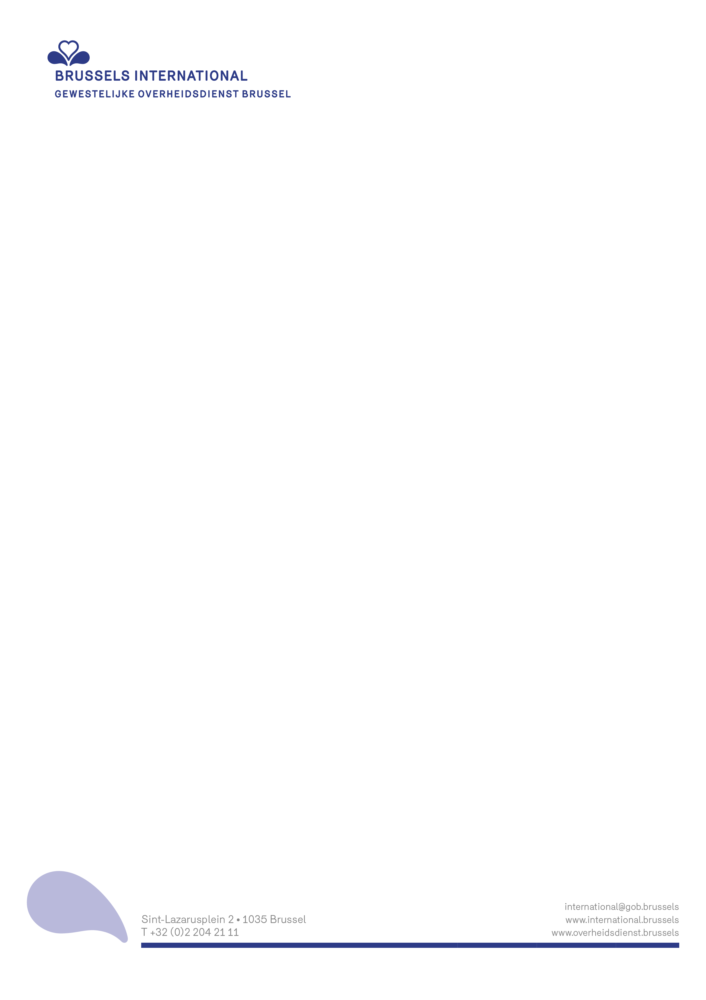 BRUSSELS INTERNATIONAL
GEWESTELIJKE OVERHEIDSDIENST BRUSSEL
Sint-Lazarusplein 2 • 1035 Brussel
T +32 (0)2 204 21 11
international@gob.brussels
www.international.brussels
www.overheidsdienst.brussels